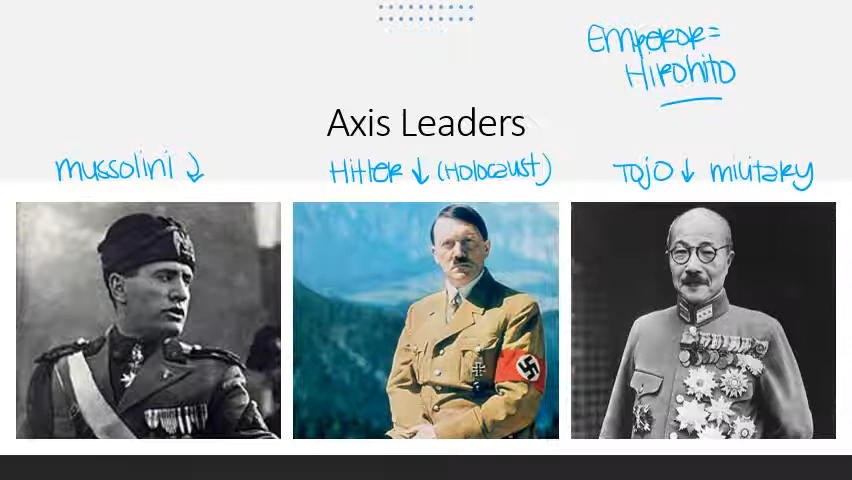 Emperor =
Hirohito
Axis Leaders
mussolini ↓
Hitler ↓ (Holocaust)
Tojo ↓ military